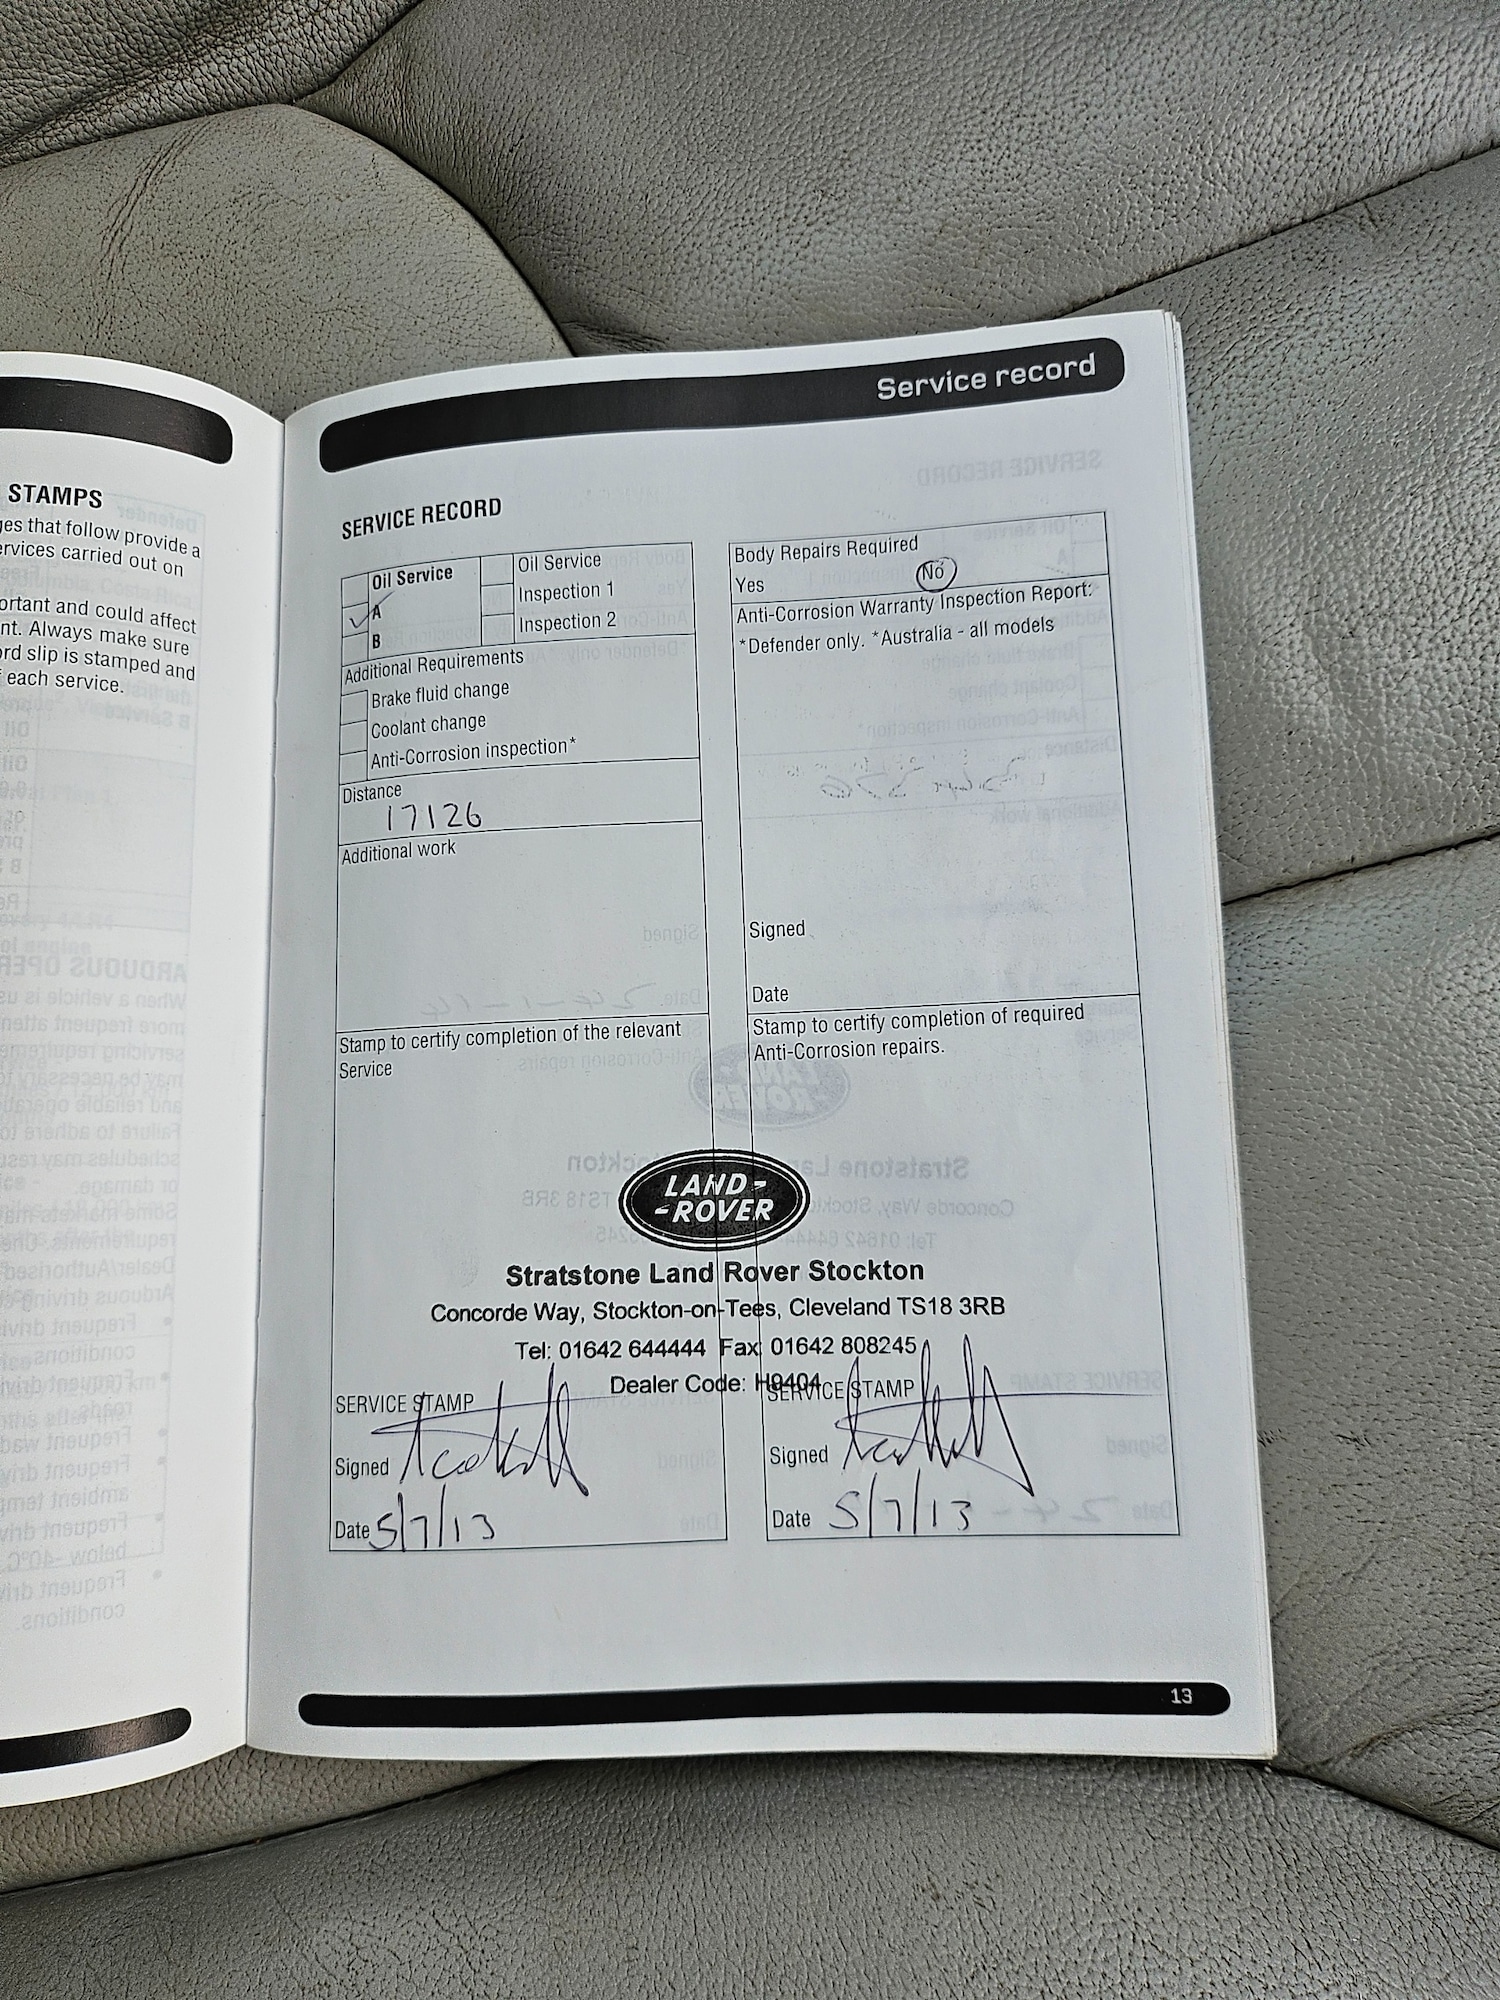 STAMPS
ges that follow provide a
ervices carried out on
ortant and could affect
nt. Always make sure
ord slip is stamped and
f each service.
Service record
SERVICE RECORD
Oil Service
A
B
Oil Service
Inspection 1
Inspection 2
Additional Requirements
Brake fluid change
Coolant change
Anti-Corrosion inspection*
Distance
17126
Additional work
Stamp to certify completion of the relevant
Service
Body Repairs Required
Yes No
Anti-Corrosion Warranty Inspection Report:
*Defender only. *Australia - all models
Signed
Date
Stamp to certify completion of required
Anti-Corrosion repairs.
LAND-
-ROVER
Stratstone Land Rover Stockton
Concorde Way, Stockton-on-Tees, Cleveland TS18 3RB
Tel: 01642 644444 Fax: 01642 808245
Dealer Code: H9404
SERVICE STAMP
Signed
Date 5/7/13
SERVICE STAMP
Signed
Date 5/7/13
13